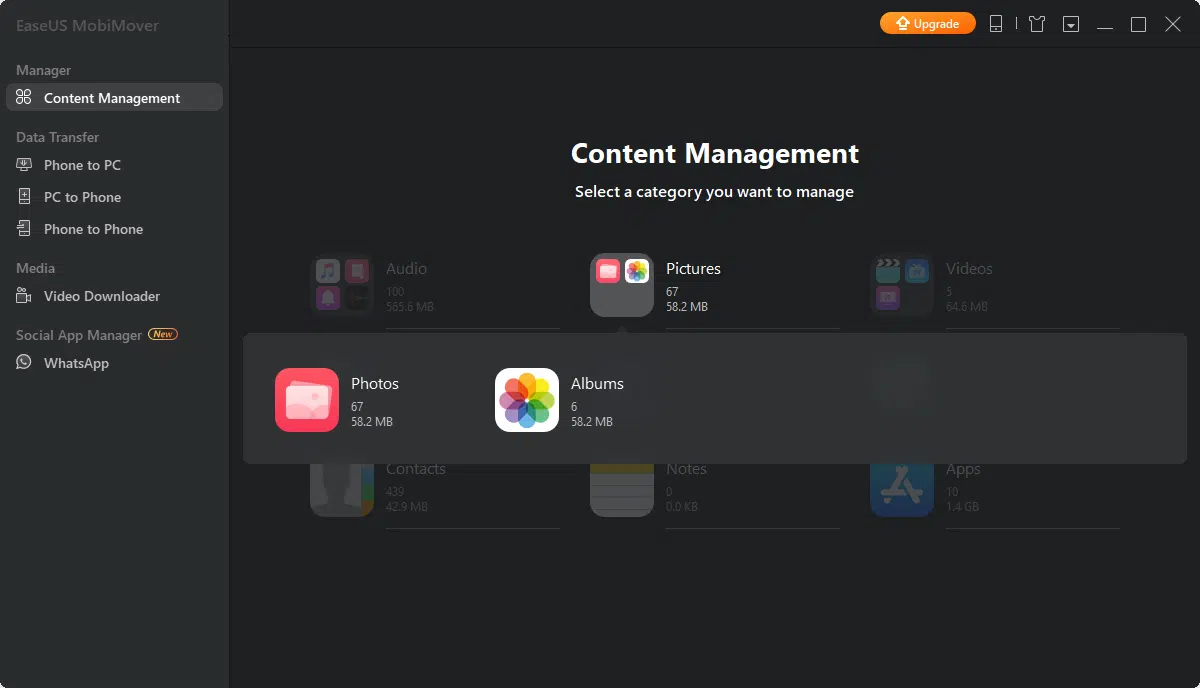 EaseUS MobiMover
Upgrade
Manager
Content Management
Data Transfer
Phone to PC
PC to Phone
Phone to Phone
Media
Video Downloader
Social App Manager New
WhatsApp
Content Management
Select a category you want to manage
Audio
100
565.6 MB
Pictures
67
58.2 MB
Videos
5
64.6 MB
Photos
67
58.2 MB
Albums
6
58.2 MB
Contacts
439
42.9 MB
Notes
0
0.0 KB
Apps
10
1.4 GB